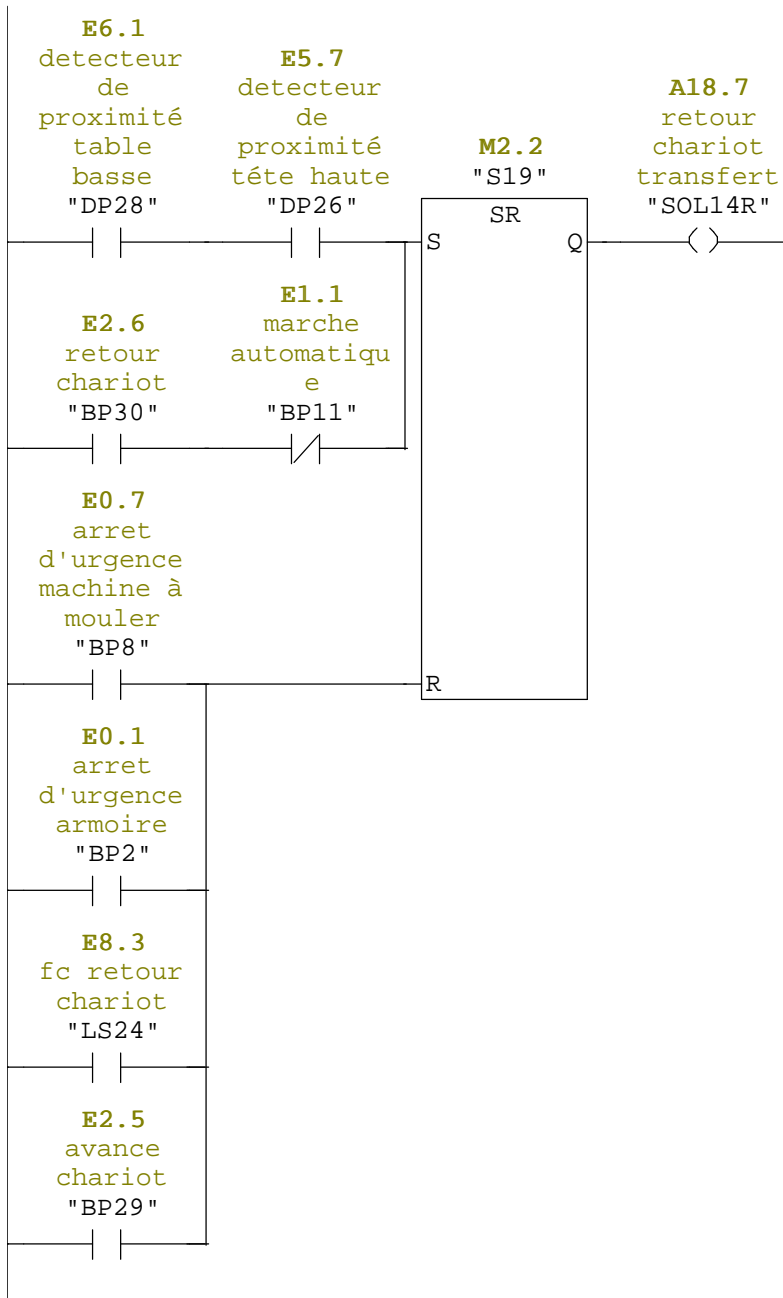 E6.1
detecteur
de
proximité
table
basse
"DP28"
E5.7
detecteur
de
proximité
téte haute
"DP26"
M2.2
"S19"
SR
S
Q
A18.7
retour
chariot
transfert
"SOL14R"
E2.6
retour
chariot
"BP30"
E1.1
marche
automatiqu
e
"BP11"
E0.7
arret
d'urgence
machine à
mouler
"BP8"
R
E0.1
arret
d'urgence
armoire
"BP2"
E8.3
fc retour
chariot
"LS24"
E2.5
avance
chariot
"BP29"